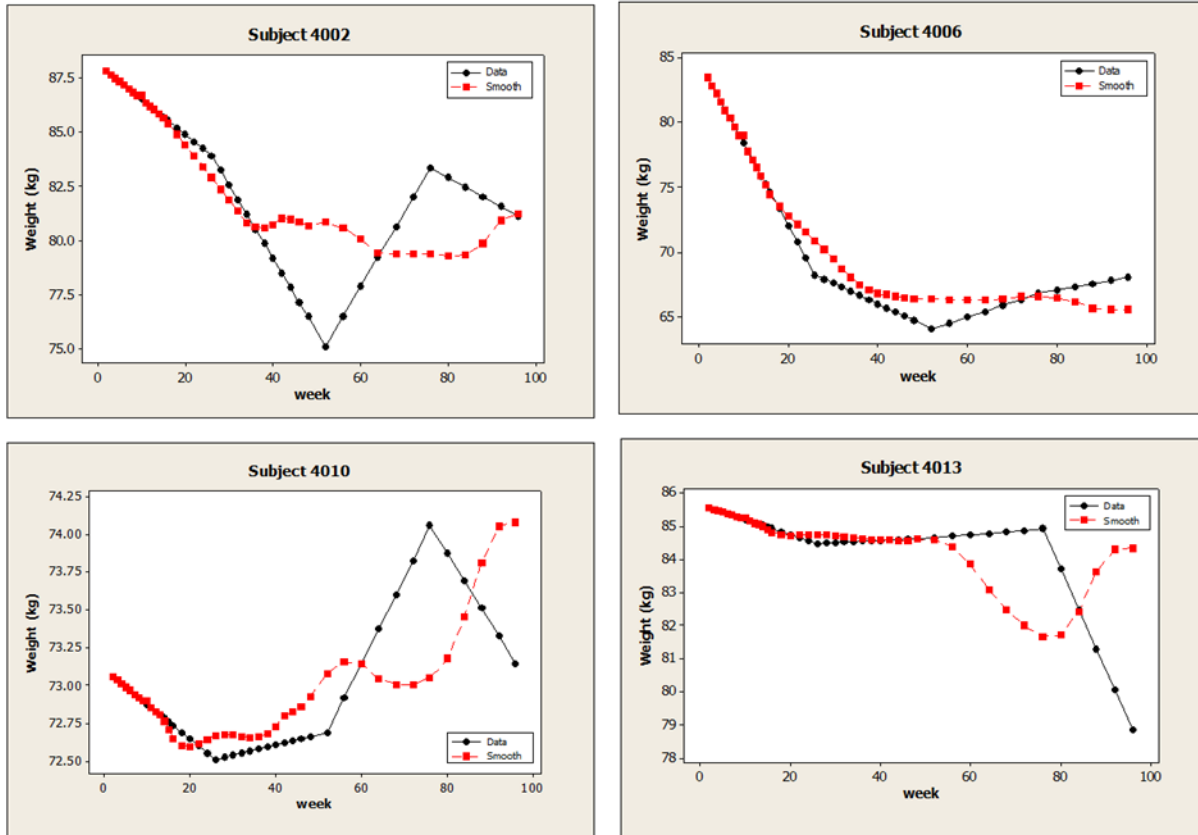 Subject 4002
87.5
85.0
82.5
80.0
77.5
75.0
Weight (kg)
Data
Smooth
0 20 40 60 80 100
week
Subject 4006
85
80
75
70
65
Weight (kg)
Data
Smooth
0 20 40 60 80 100
week
Subject 4010
74.25
74.00
73.75
73.50
73.25
73.00
72.75
72.50
Weight (kg)
Data
Smooth
0 20 40 60 80 100
week
Subject 4013
86
85
84
83
82
81
80
79
78
Weight (kg)
Data
Smooth
0 20 40 60 80 100
week